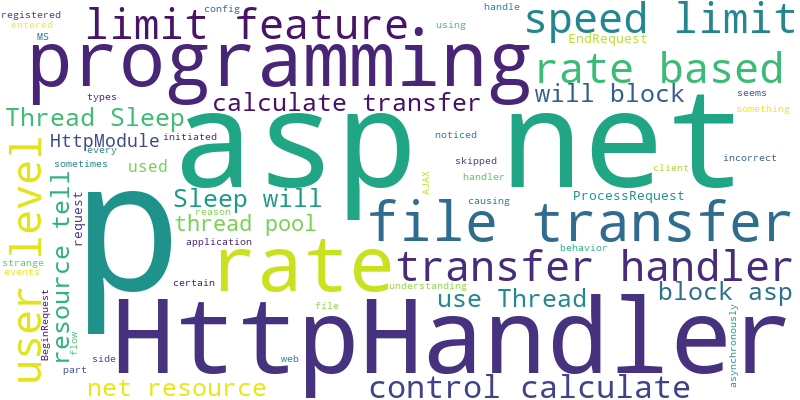 registered
config
handle
entered
MS
limit feature
using
speed limit
EndRequest
programming
rate based
types
calculate transfer
will block
seems
something
Thread Sleep
asp net
HttpModule
initiated
noticed
every
sometimes
used
skipped
incorrect
client
handler
AJAX
user level
resource tell
request
p
Sleep will
reason
thread pool
causing
ProcessRequest
file transfer
application
behavior
strange
events
rate
transfer handler
certain
understanding
BeginRequest
use Thread
block asp
file
HttpHandler
flow
asynchronously
side
part
web
net resource
control calculate